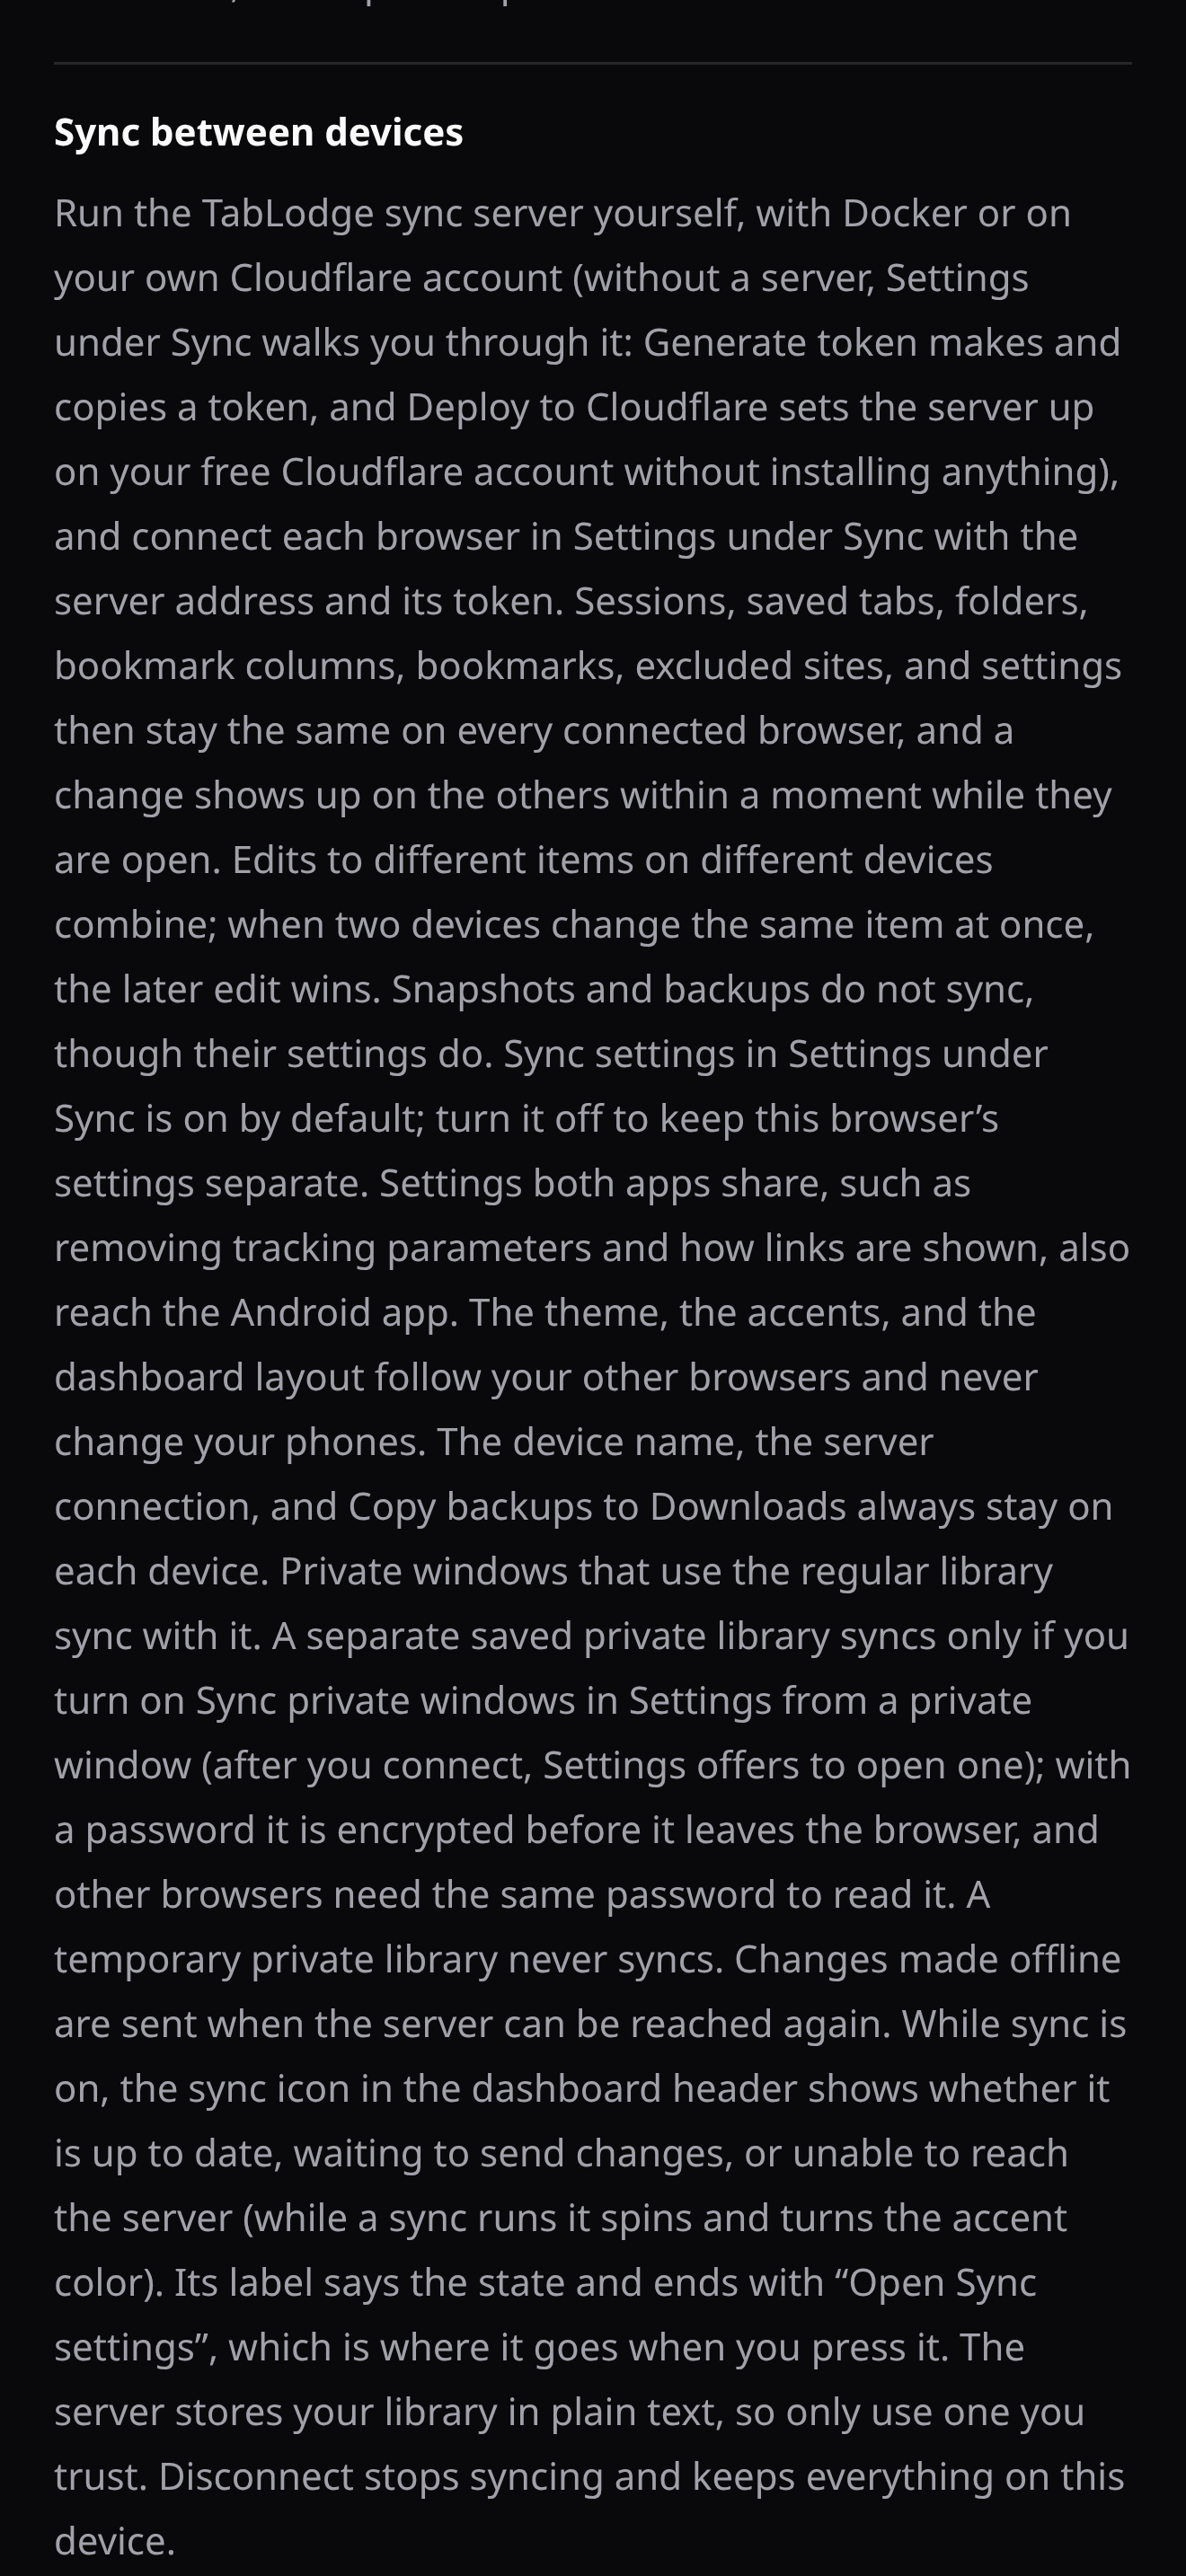 Sync between devices
Run the TabLodge sync server yourself, with Docker or on
your own Cloudflare account (without a server, Settings
under Sync walks you through it: Generate token makes and
copies a token, and Deploy to Cloudflare sets the server up
on your free Cloudflare account without installing anything),
and connect each browser in Settings under Sync with the
server address and its token. Sessions, saved tabs, folders,
bookmark columns, bookmarks, excluded sites, and settings
then stay the same on every connected browser, and a
change shows up on the others within a moment while they
are open. Edits to different items on different devices
combine; when two devices change the same item at once,
the later edit wins. Snapshots and backups do not sync,
though their settings do. Sync settings in Settings under
Sync is on by default; turn it off to keep this browser’s
settings separate. Settings both apps share, such as
removing tracking parameters and how links are shown, also
reach the Android app. The theme, the accents, and the
dashboard layout follow your other browsers and never
change your phones. The device name, the server
connection, and Copy backups to Downloads always stay on
each device. Private windows that use the regular library
sync with it. A separate saved private library syncs only if you
turn on Sync private windows in Settings from a private
window (after you connect, Settings offers to open one); with
a password it is encrypted before it leaves the browser, and
other browsers need the same password to read it. A
temporary private library never syncs. Changes made offline
are sent when the server can be reached again. While sync is
on, the sync icon in the dashboard header shows whether it
is up to date, waiting to send changes, or unable to reach
the server (while a sync runs it spins and turns the accent
color). Its label says the state and ends with “Open Sync
settings”, which is where it goes when you press it. The
server stores your library in plain text, so only use one you
trust. Disconnect stops syncing and keeps everything on this
device.